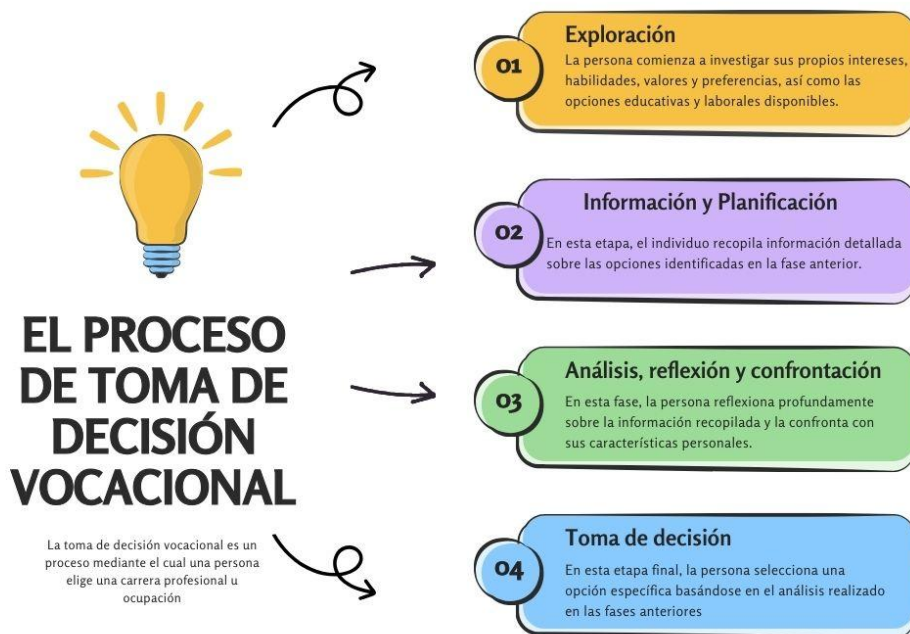 EL PROCESO
DE TOMA DE
DECISIÓN
VOCACIONAL
La toma de decisión vocacional es un
proceso mediante el cual una persona
elige una carrera profesional u
ocupación
01
Exploración
La persona comienza a investigar sus propios intereses,
habilidades, valores y preferencias, así como las
opciones educativas y laborales disponibles.
02
Información y Planificación
En esta etapa, el individuo recopila información detallada
sobre las opciones identificadas en la fase anterior.
03
Análisis, reflexión y confrontación
En esta fase, la persona reflexiona profundamente
sobre la información recopilada y la confronta con
sus características personales.
04
Toma de decisión
En esta etapa final, la persona selecciona una
opción específica basándose en el análisis realizado
en las fases anteriores